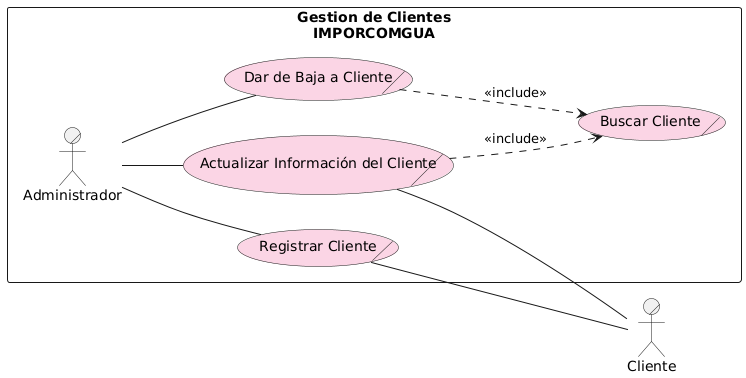 Gestion de Clientes
IMPORCOMGUA
Dar de Baja a Cliente
«include»
Buscar Cliente
«include»
Actualizar Información del Cliente
Administrador
Registrar Cliente
Cliente